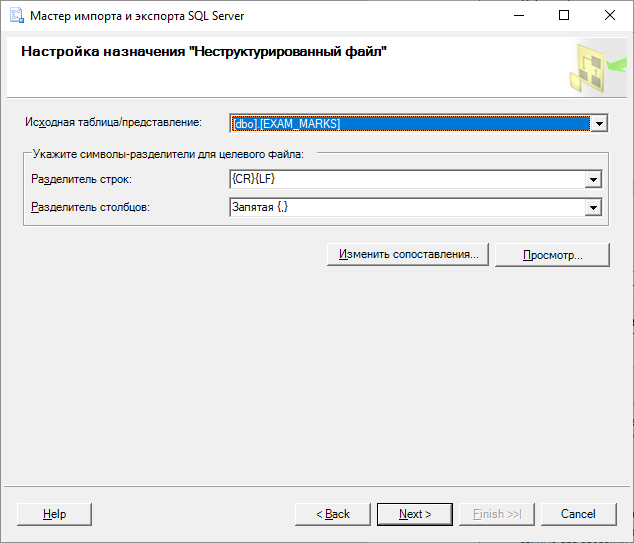 Мастер импорта и экспорта SQL Server
Настройка назначения "Неструктурированный файл"
Исходная таблица/представление:
[dbo].[EXAM_MARKS]
Укажите символы-разделители для целевого файла:
Разделитель строк:
{CR}{LF}
Разделитель столбцов:
Запятая {,}
Изменить сопоставления...
Просмотр...
Help
< Back
Next >
Finish >>|
Cancel